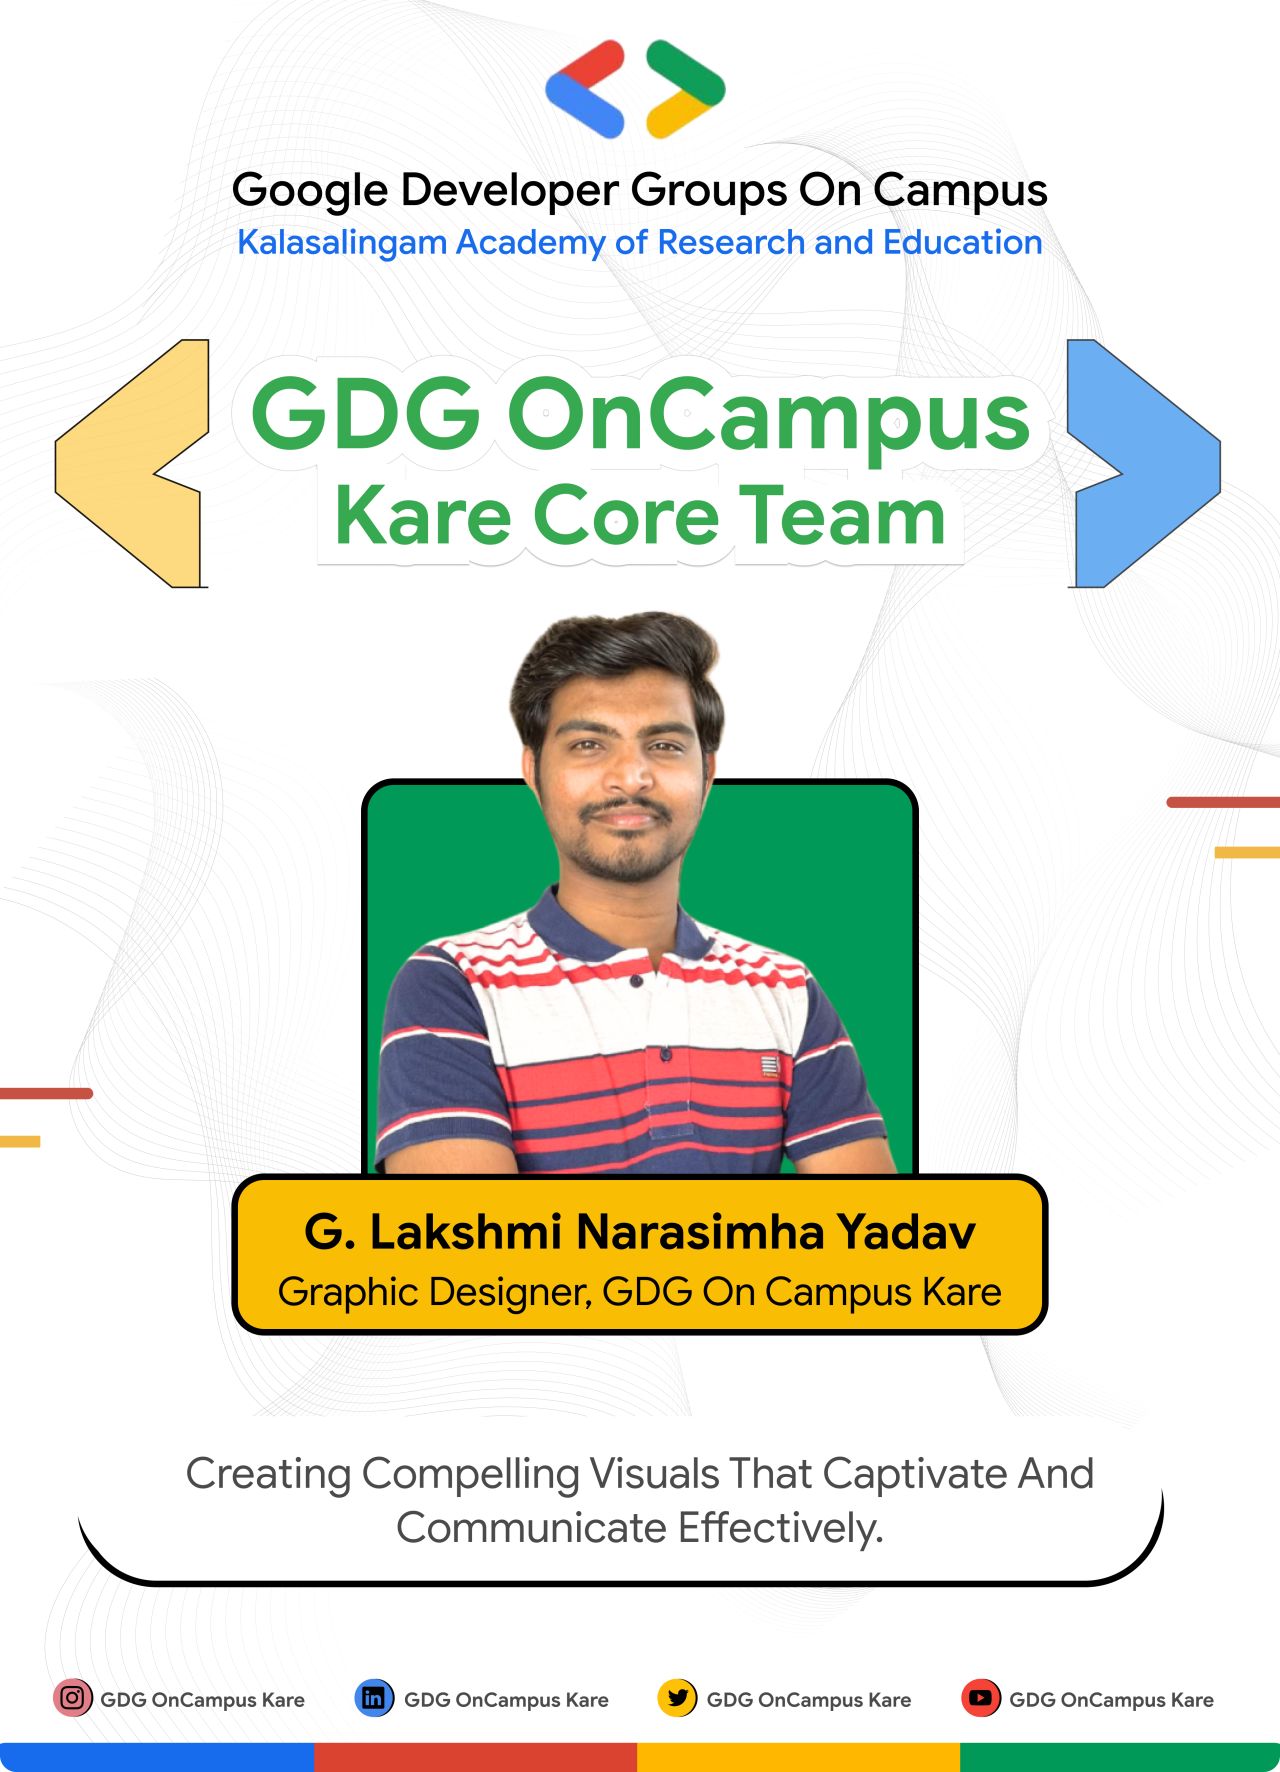 Google Developer Groups On Campus
Kalasalingam Academy of Research and Education
GDG OnCampus
Kare Core Team
G. Lakshmi Narasimha Yadav
Graphic Designer, GDG On Campus Kare
Creating Compelling Visuals That Captivate And
Communicate Effectively.
GDG OnCampus Kare
GDG OnCampus Kare
GDG OnCampus Kare
GDG OnCampus Kare